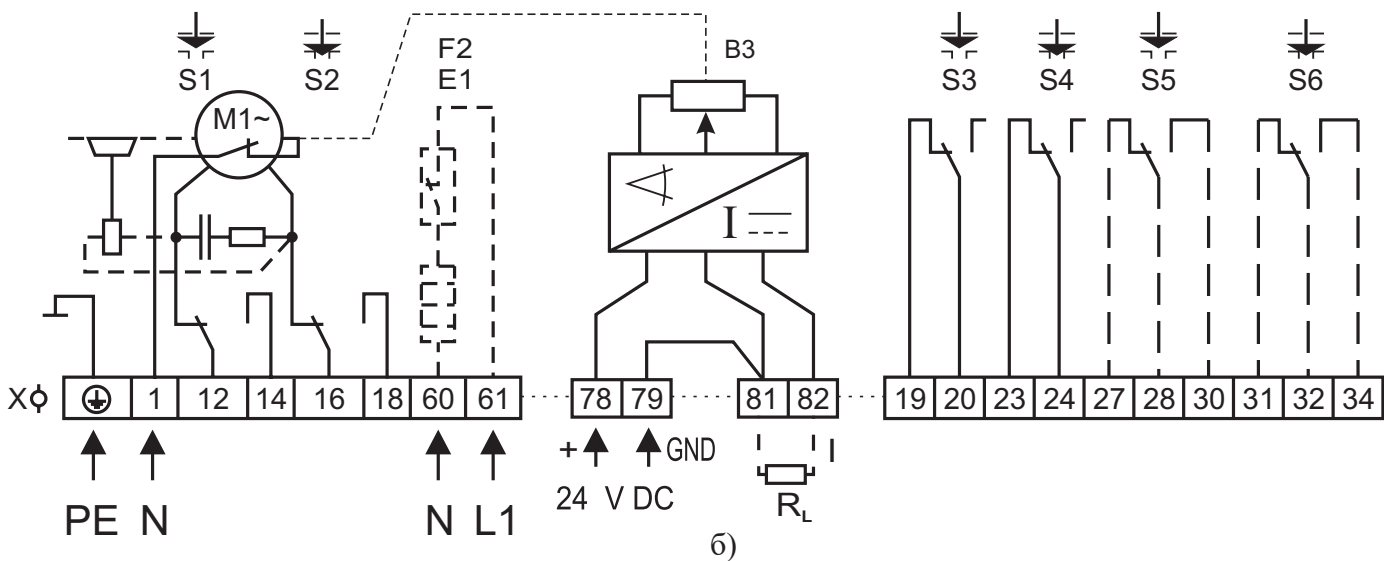 S1 S2 F2 B3 S3 S4 S5 S6
E1
M1~
I
X 1 12 14 16 18 60 61 78 79 81 82 19 20 23 24 27 28 30 31 32 34
+ GND I
24 V DC
PE N N L1 R_L
б)